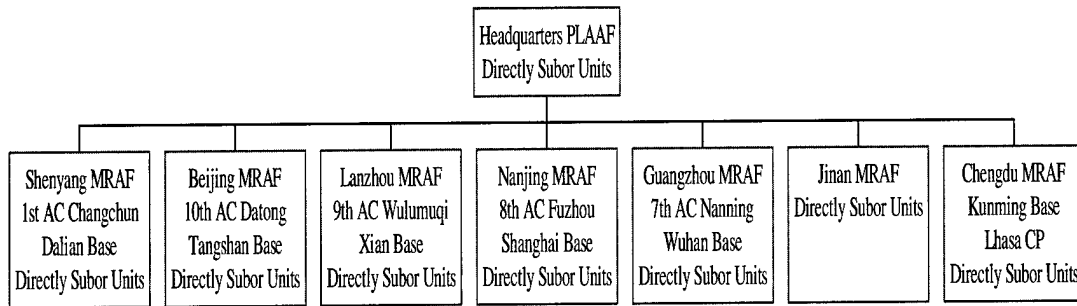 Headquarters PLAAF
Directly Subor Units
Shenyang MRAF
1st AC Changchun
Dalian Base
Directly Subor Units
Beijing MRAF
10th AC Datong
Tangshan Base
Directly Subor Units
Lanzhou MRAF
9th AC Wulumuqi
Xian Base
Directly Subor Units
Nanjing MRAF
8th AC Fuzhou
Shanghai Base
Directly Subor Units
Guangzhou MRAF
7th AC Nanning
Wuhan Base
Directly Subor Units
Jinan MRAF
Directly Subor Units
Chengdu MRAF
Kunming Base
Lhasa CP
Directly Subor Units